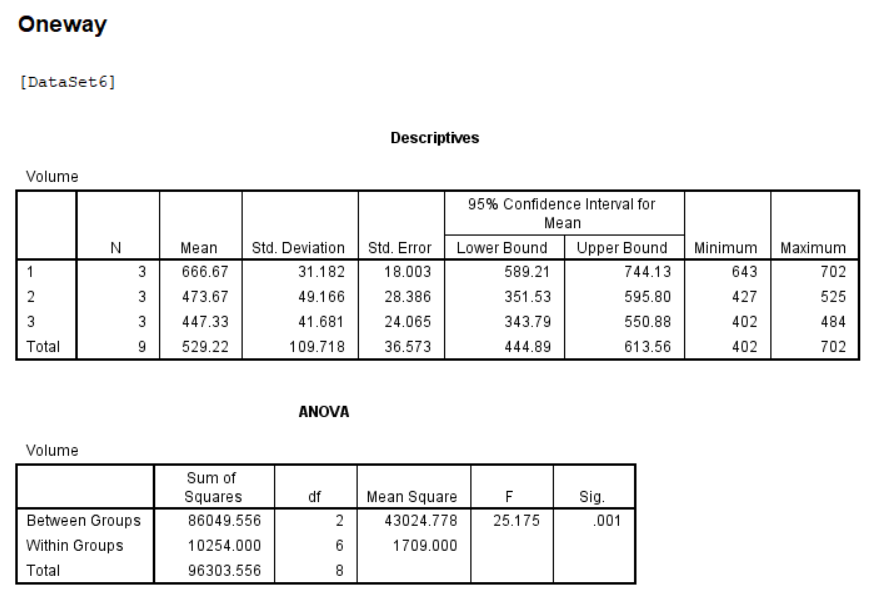 Oneway
[DataSet6]
Descriptives
Volume
N Mean Std. Deviation Std. Error 95% Confidence Interval for Mean Lower Bound Upper Bound Minimum Maximum
1 3 666.67 31.182 18.003 589.21 744.13 643 702
2 3 473.67 49.166 28.386 351.53 595.80 427 525
3 3 447.33 41.681 24.065 343.79 550.88 402 484
Total 9 529.22 109.718 36.573 444.89 613.56 402 702
ANOVA
Volume
Sum of Squares df Mean Square F Sig.
Between Groups 86049.556 2 43024.778 25.175 .001
Within Groups 10254.000 6 1709.000
Total 96303.556 8